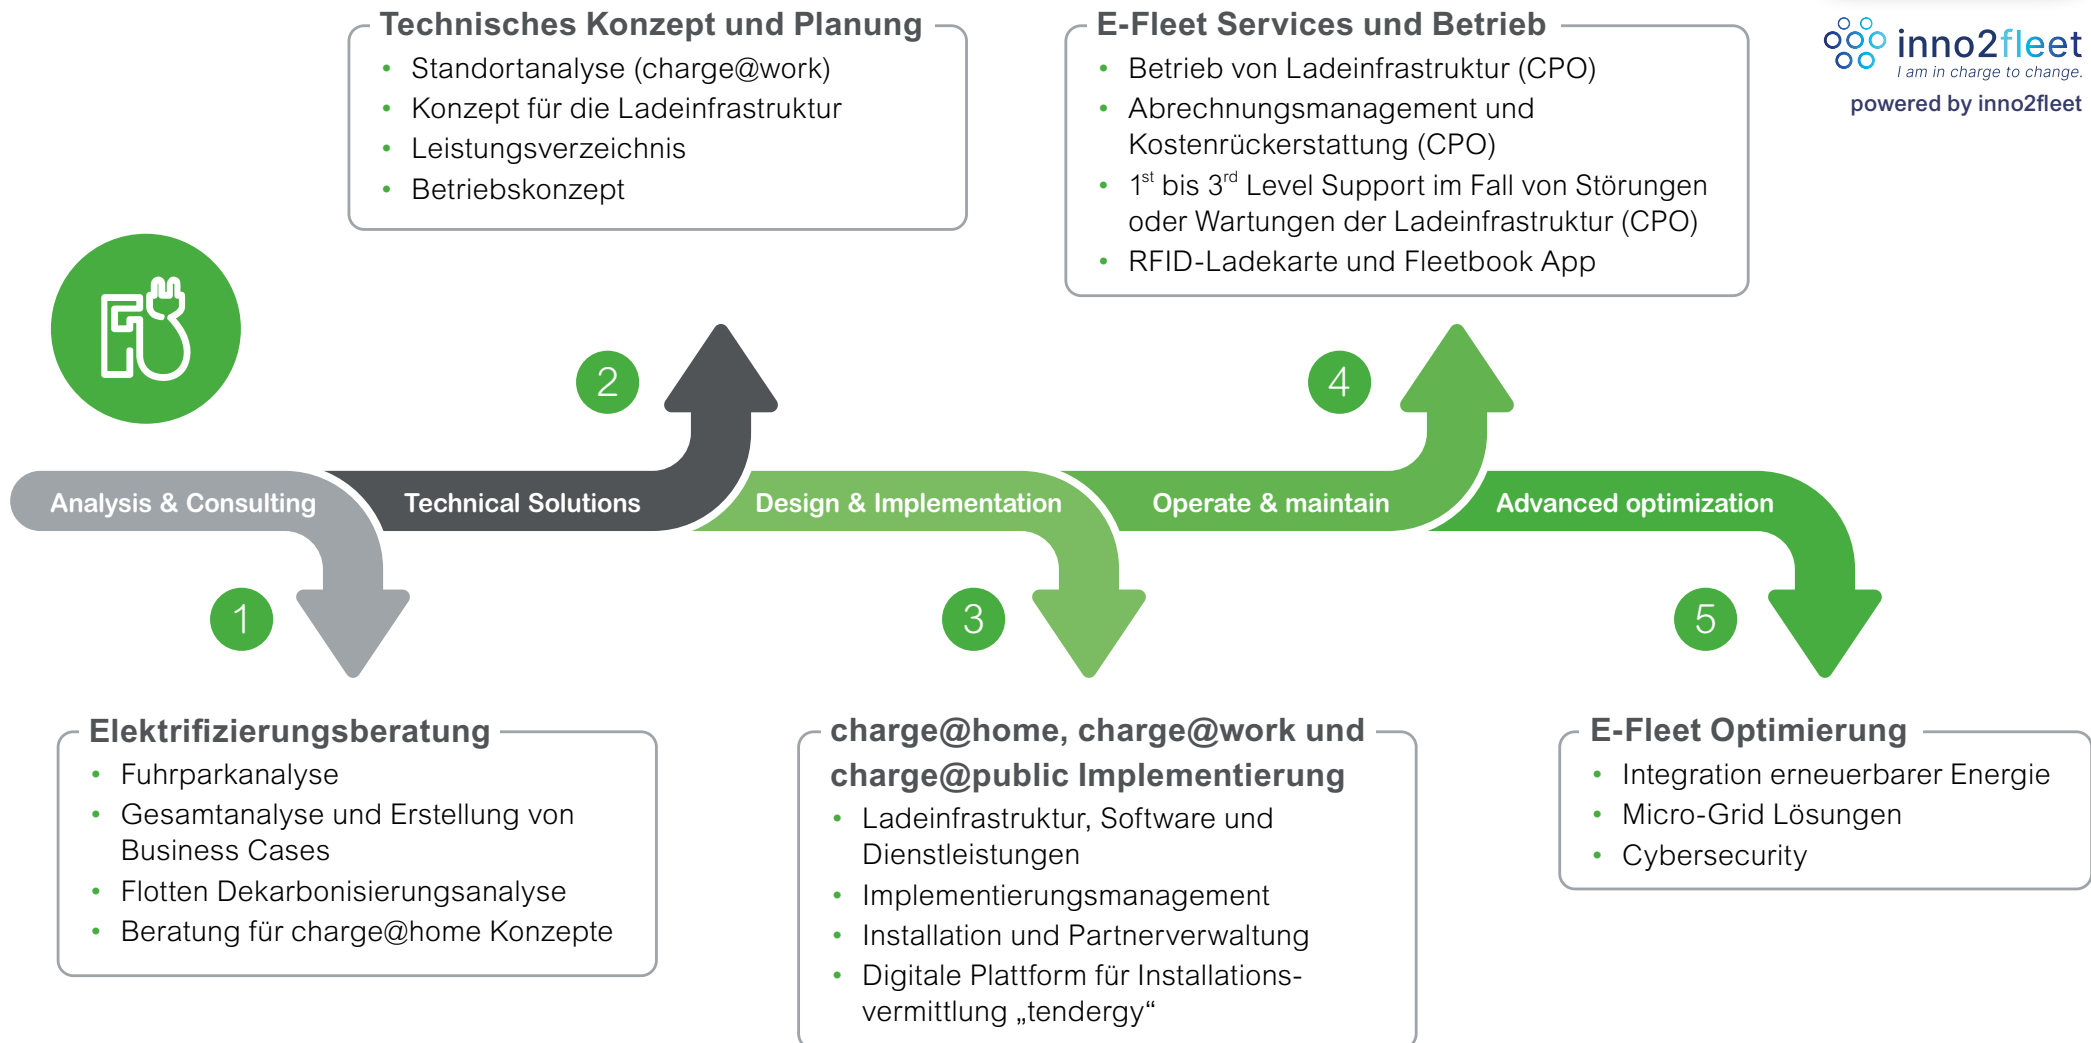 Technisches Konzept und Planung
• Standortanalyse (charge@work)
• Konzept für die Ladeinfrastruktur
• Leistungsverzeichnis
• Betriebskonzept
E-Fleet Services und Betrieb
• Betrieb von Ladeinfrastruktur (CPO)
• Abrechnungsmanagement und
Kostenrückerstattung (CPO)
• 1st bis 3rd Level Support im Fall von Störungen
oder Wartungen der Ladeinfrastruktur (CPO)
• RFID-Ladekarte und Fleetbook App
inno2fleet
I am in charge to change.
powered by inno2fleet
2
4
Analysis & Consulting
Technical Solutions
Design & Implementation
Operate & maintain
Advanced optimization
1
3
5
Elektrifizierungsberatung
• Fuhrparkanalyse
• Gesamtanalyse und Erstellung von
Business Cases
• Flotten Dekarbonisierungsanalyse
• Beratung für charge@home Konzepte
charge@home, charge@work und
charge@public Implementierung
• Ladeinfrastruktur, Software und
Dienstleistungen
• Implementierungsmanagement
• Installation und Partnerverwaltung
• Digitale Plattform für Installations-
vermittlung „tendergy“
E-Fleet Optimierung
• Integration erneuerbarer Energie
• Micro-Grid Lösungen
• Cybersecurity